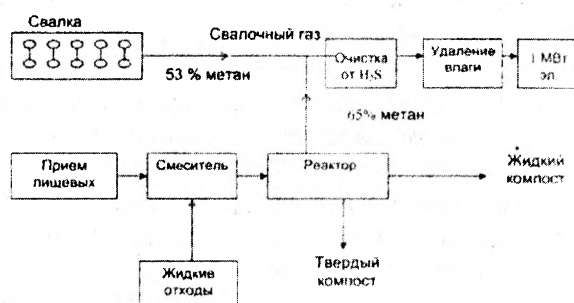 Свалка
Свалочный газ
53 % метан
Очистка
от H₂S
Удаление
влаги
1 МВт
эл.
65% метан
Прием
пищевых
Смеситель
Реактор
Жидкий
компост
Жидкие
отходы
Твердый
компост